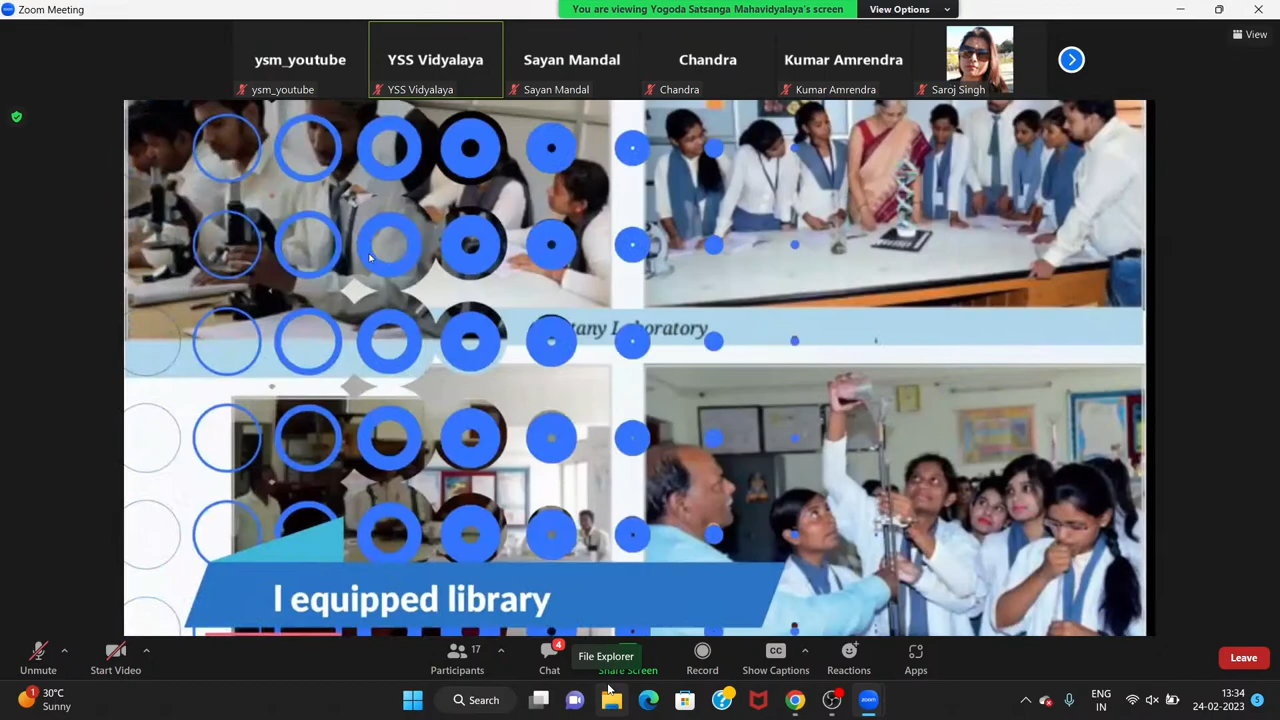 Zoom Meeting
You are viewing Yogoda Satsanga Mahavidyalaya's screen
View Options
View
ysm_youtube
YSS Vidyalaya
Sayan Mandal
Chandra
Kumar Amrendra
ysm_youtube
YSS Vidyalaya
Sayan Mandal
Chandra
Kumar Amrendra
Saroj Singh
Laboratory
l equipped library
File Explorer
17
4
CC
Unmute
Start Video
Participants
Chat
Share Screen
Record
Show Captions
Reactions
Apps
Leave
1
30°C
Sunny
Search
ENG
IN
13:34
24-02-2023
5